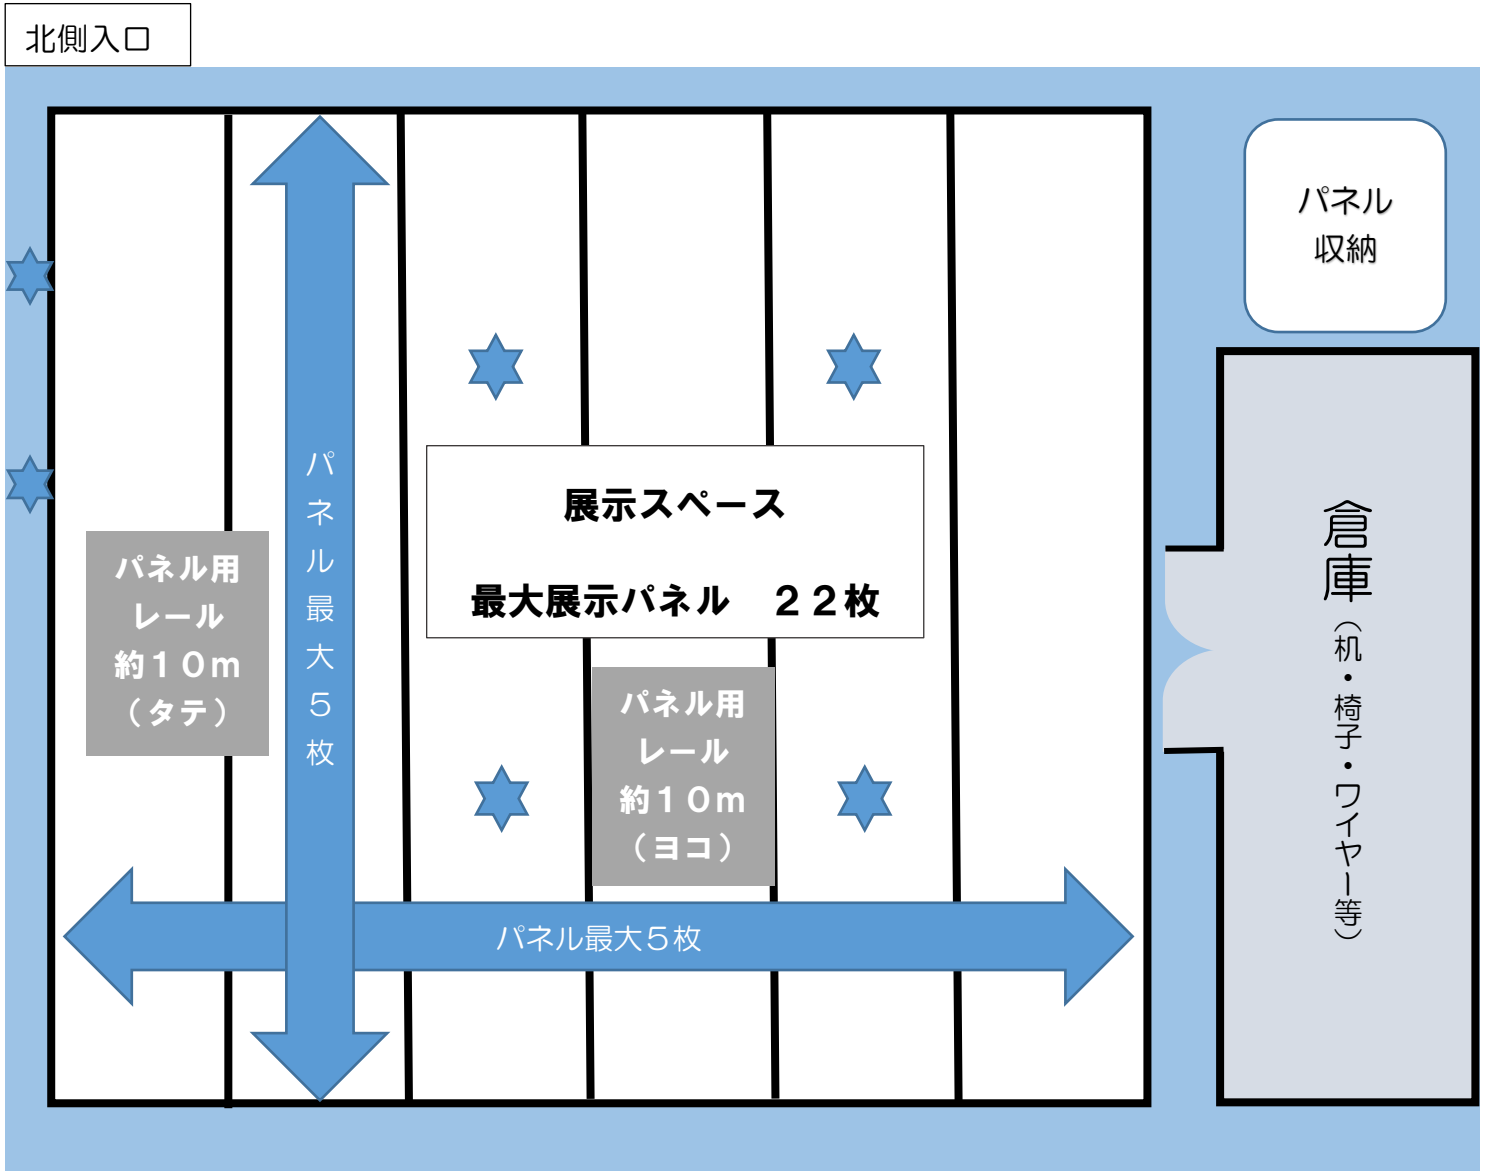 北側入口
パネル
収納
パネル最大５枚
展示スペース
最大展示パネル　２２枚
パネル用
レール
約１０ｍ
（タテ）
パネル用
レール
約１０ｍ
（ヨコ）
パネル最大５枚
倉庫（机・椅子・ワイヤー等）